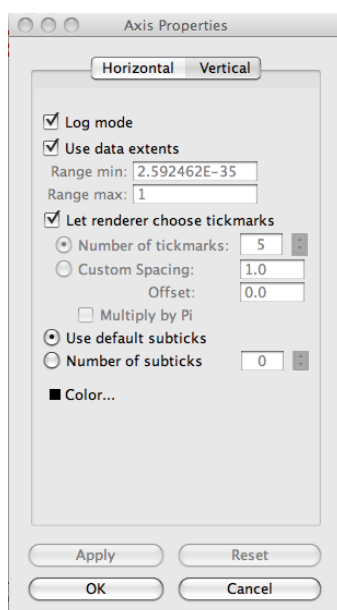 Axis Properties
Horizontal Vertical
Log mode
Use data extents
Range min: 2.592462E-35
Range max: 1
Let renderer choose tickmarks
Number of tickmarks: 5
Custom Spacing: 1.0
Offset: 0.0
Multiply by Pi
Use default subticks
Number of subticks 0
Color...
Apply Reset
OK Cancel